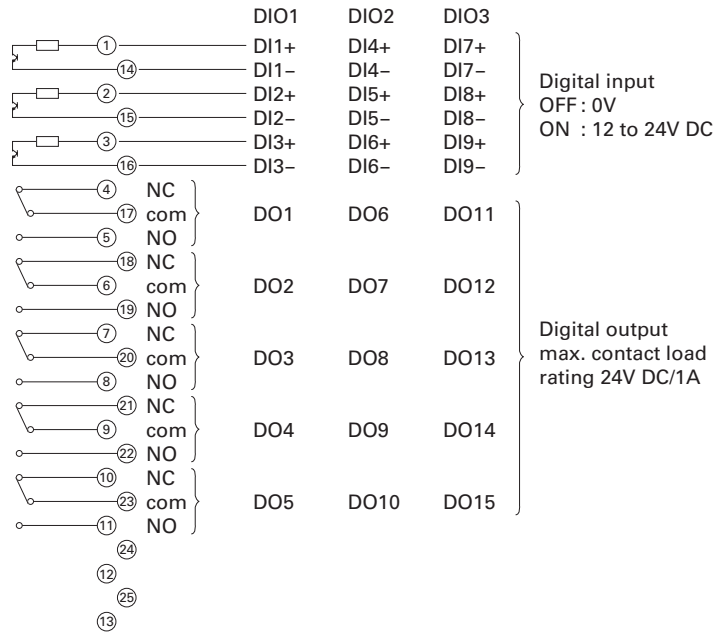 DIO1 DIO2 DIO3
1 DI1+ DI4+ DI7+
14 DI1– DI4– DI7–
2 DI2+ DI5+ DI8+
15 DI2– DI5– DI8–
3 DI3+ DI6+ DI9+
16 DI3– DI6– DI9–
Digital input
OFF : 0V
ON : 12 to 24V DC
4 NC
17 com DO1 DO6 DO11
5 NO
18 NC
6 com DO2 DO7 DO12
19 NO
7 NC
20 com DO3 DO8 DO13
8 NO
21 NC
9 com DO4 DO9 DO14
22 NO
10 NC
23 com DO5 DO10 DO15
11 NO
Digital output
max. contact load
rating 24V DC/1A
24
12
25
13